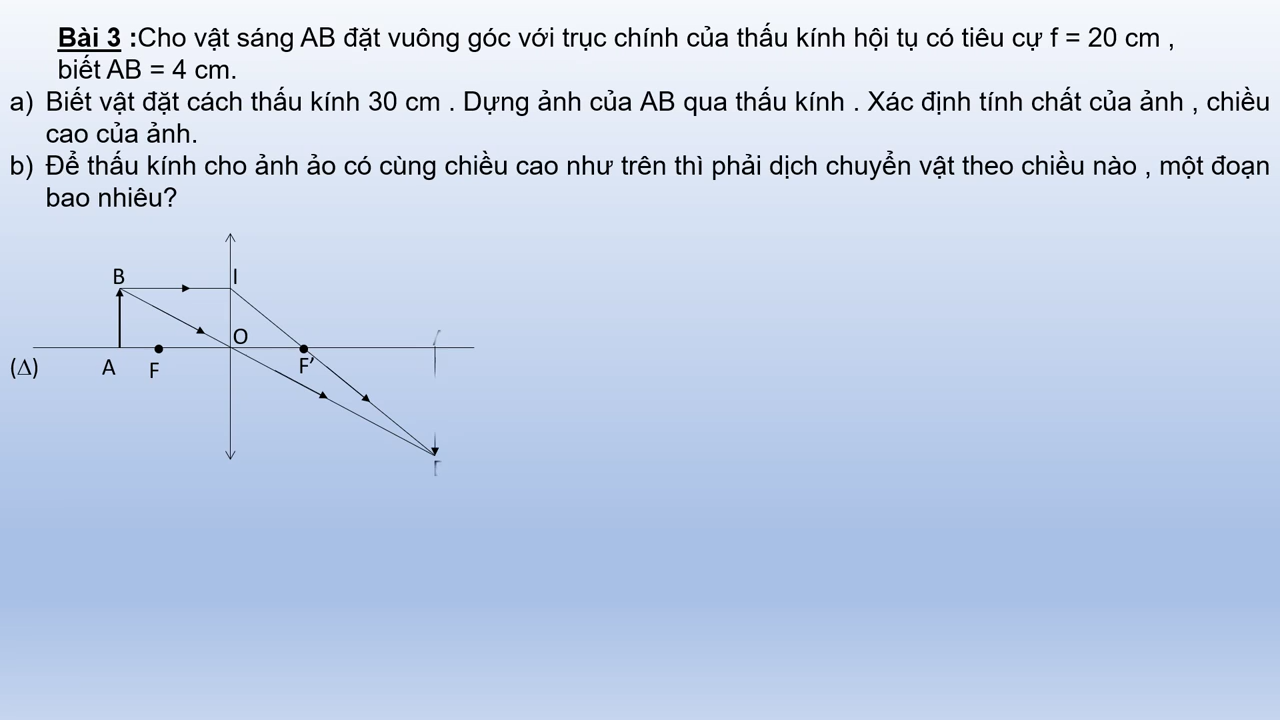 Bài 3 :Cho vật sáng AB đặt vuông góc với trục chính của thấu kính hội tụ có tiêu cự f = 20 cm ,
biết AB = 4 cm.
a) Biết vật đặt cách thấu kính 30 cm . Dựng ảnh của AB qua thấu kính . Xác định tính chất của ảnh , chiều
cao của ảnh.
b) Để thấu kính cho ảnh ảo có cùng chiều cao như trên thì phải dịch chuyển vật theo chiều nào , một đoạn
bao nhiêu?
B I
O
(Δ) A F F’